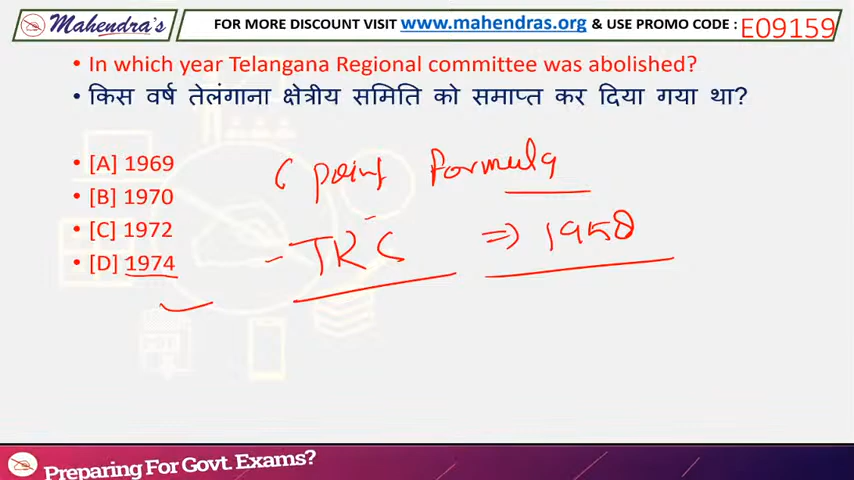 Mahendra's FOR MORE DISCOUNT VISIT www.mahendras.org & USE PROMO CODE : E09159
• In which year Telangana Regional committee was abolished?
• किस वर्ष तेलंगाना क्षेत्रीय समिति को समाप्त कर दिया गया था?
• [A] 1969
6 point formula
• [B] 1970
• [C] 1972
- TRC ⇒ 1958
• [D] 1974
Preparing For Govt. Exams?